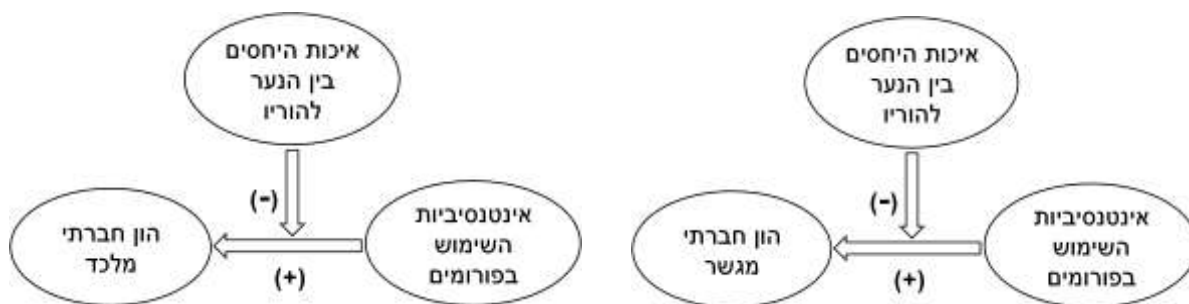 איכות היחסים
בין הנער
להוריו
(-)
אינטנסיביות
השימוש
בפורומים
(+)
הון חברתי
מגשר
איכות היחסים
בין הנער
להוריו
(-)
אינטנסיביות
השימוש
בפורומים
(+)
הון חברתי
מלכד